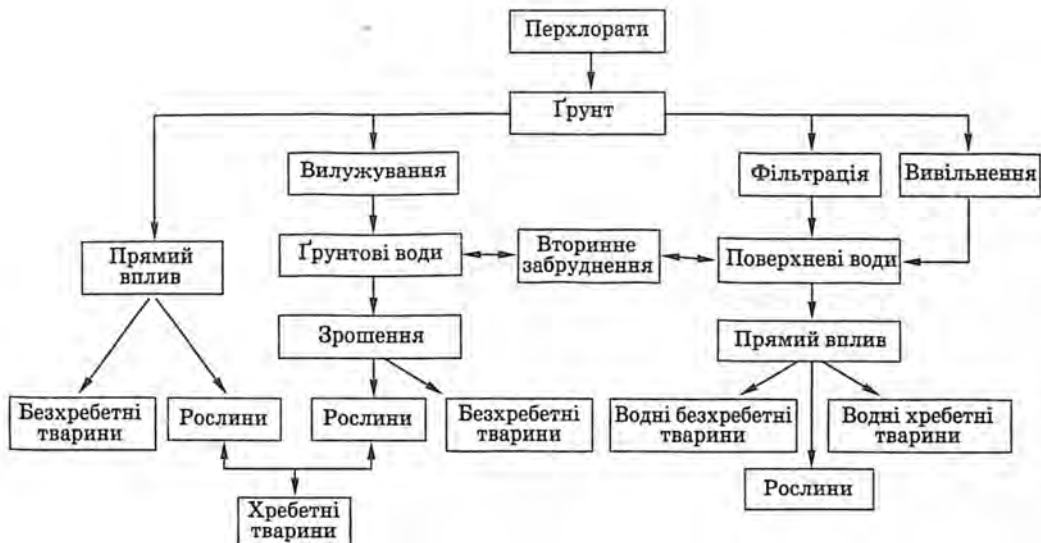 Перхлорати
Ґрунт
Вилужування
Фільтрація
Вивільнення
Прямий
вплив
Ґрунтові води
Вторинне
забруднення
Поверхневі води
Зрошення
Прямий вплив
Безхребетні
тварини
Рослини
Рослини
Безхребетні
тварини
Водні безхребетні
тварини
Водні хребетні
тварини
Рослини
Хребетні
тварини